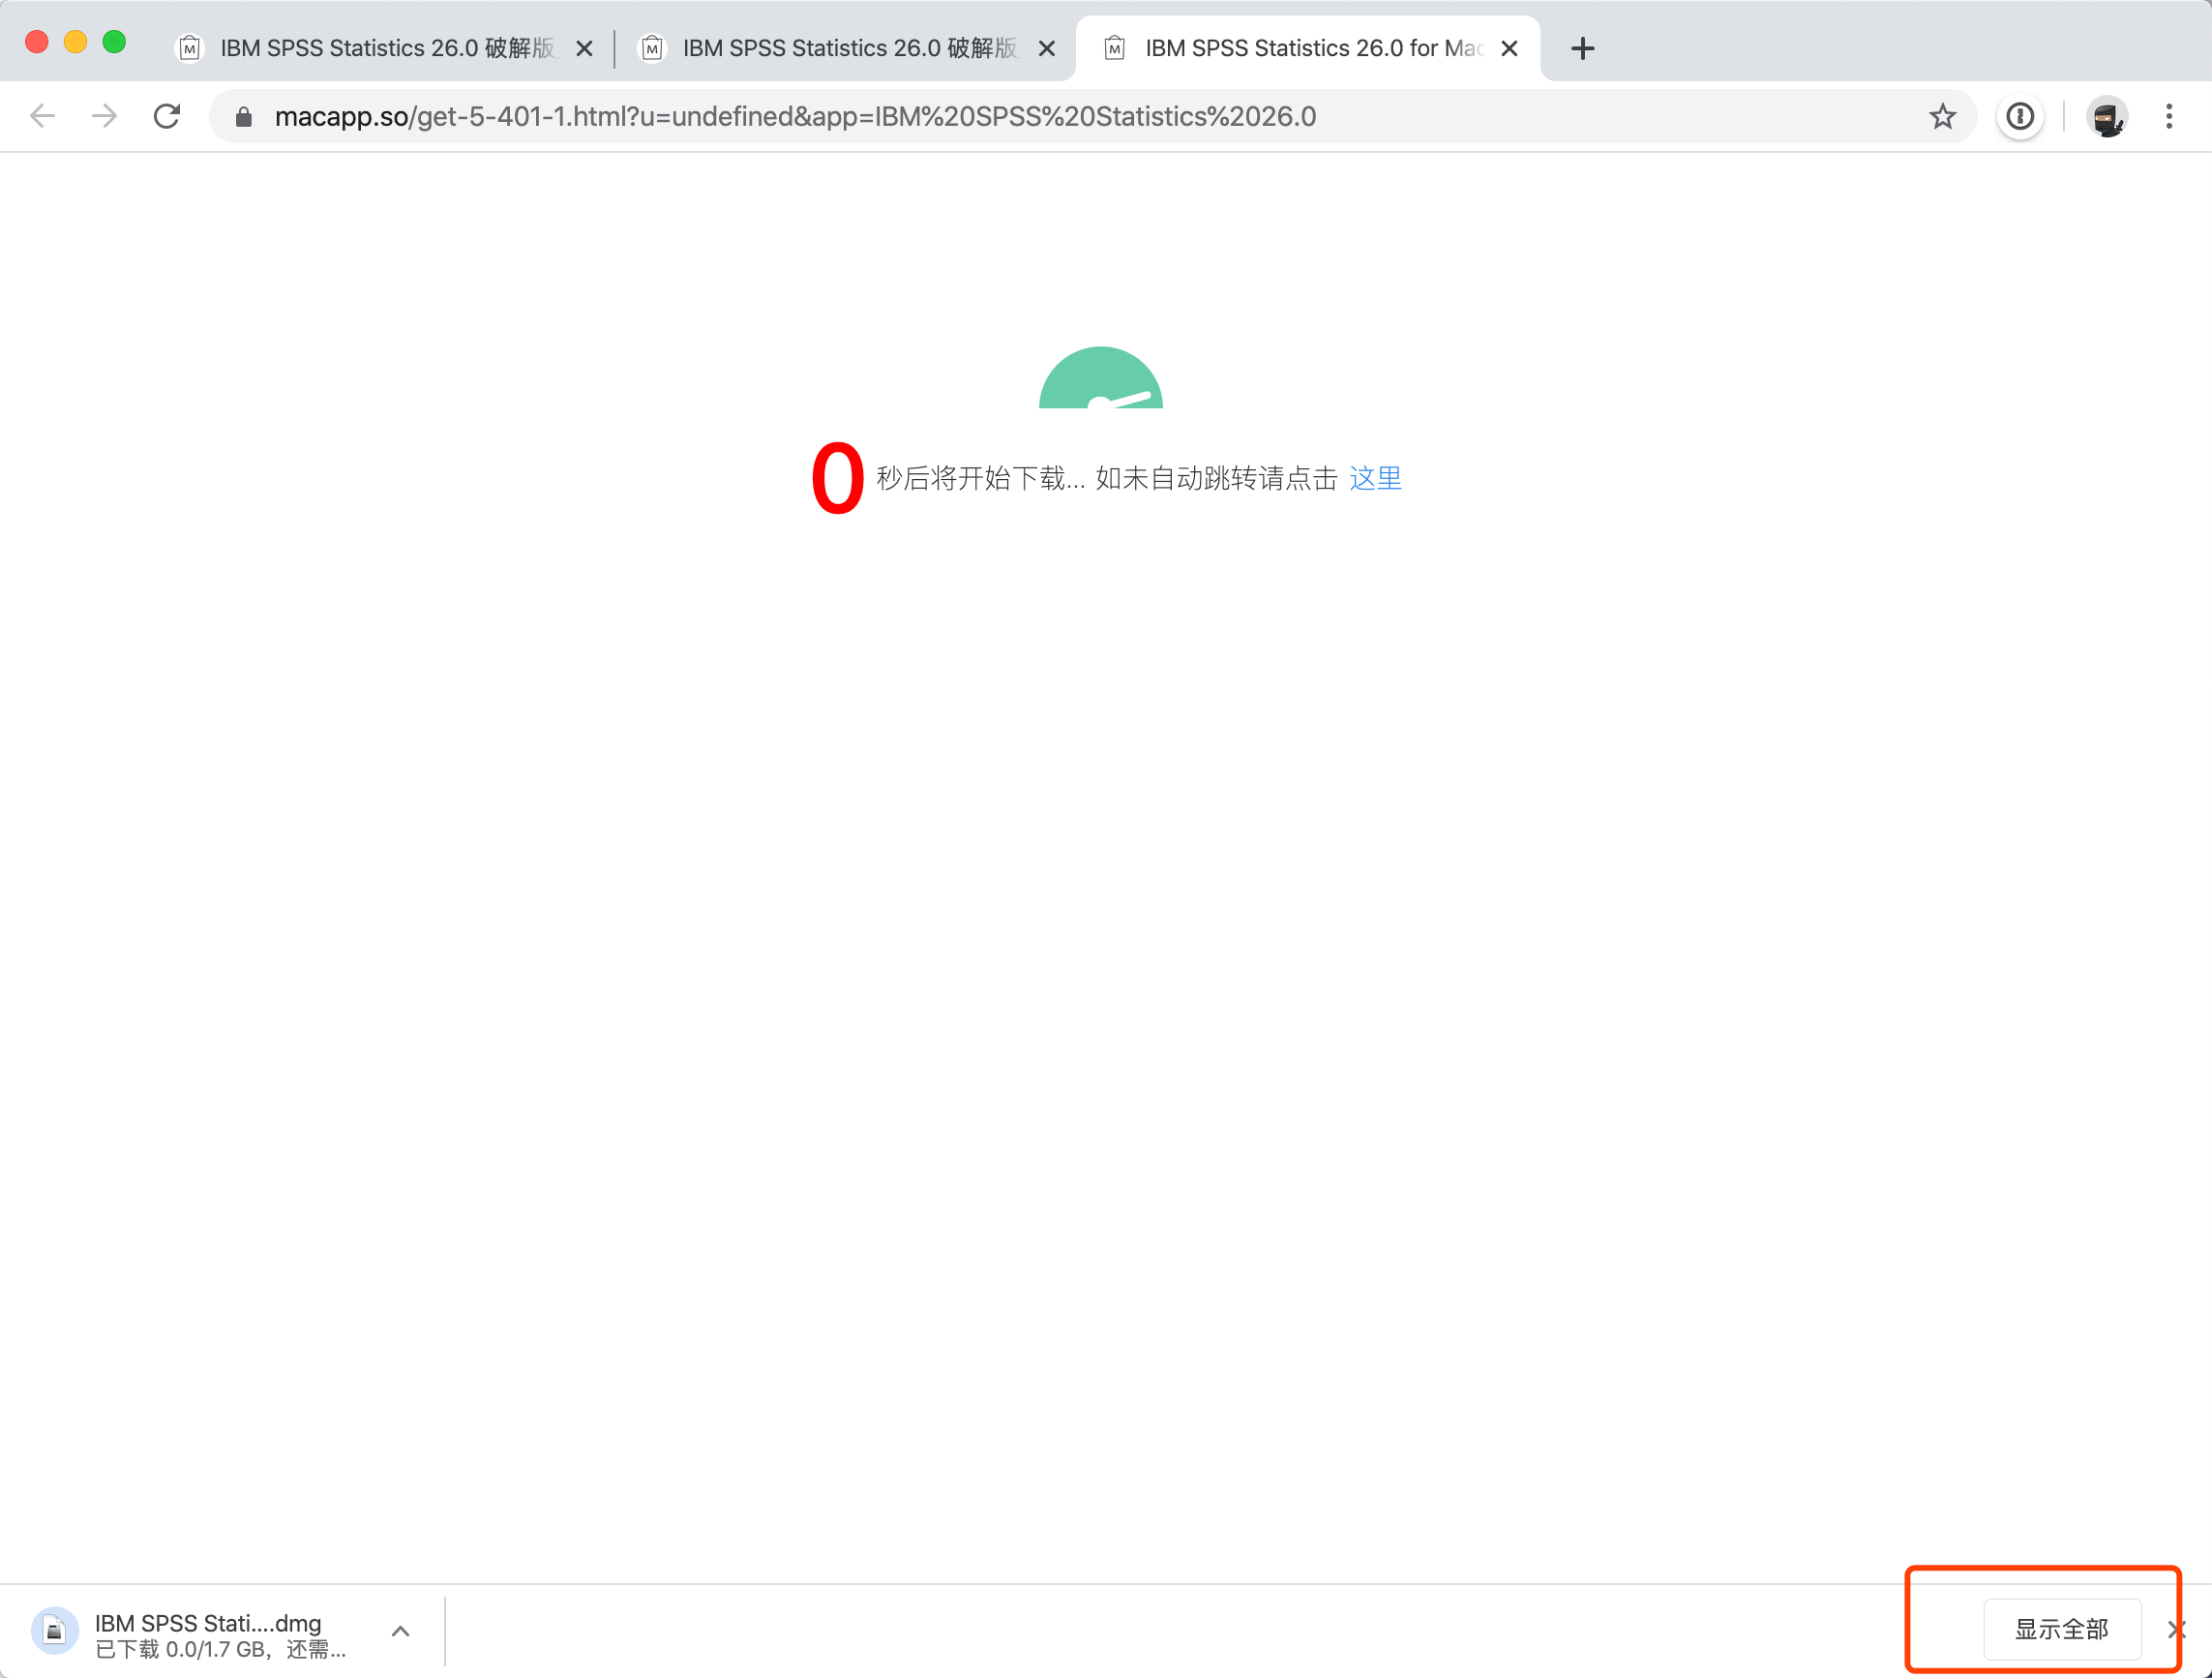 IBM SPSS Statistics 26.0 破解版
IBM SPSS Statistics 26.0 破解版
IBM SPSS Statistics 26.0 for Mac
macapp.so/get-5-401-1.html?u=undefined&app=IBM%20SPSS%20Statistics%2026.0
0 秒后将开始下载... 如未自动跳转请点击 这里
IBM SPSS Stati....dmg
已下载 0.0/1.7 GB，还需...
显示全部